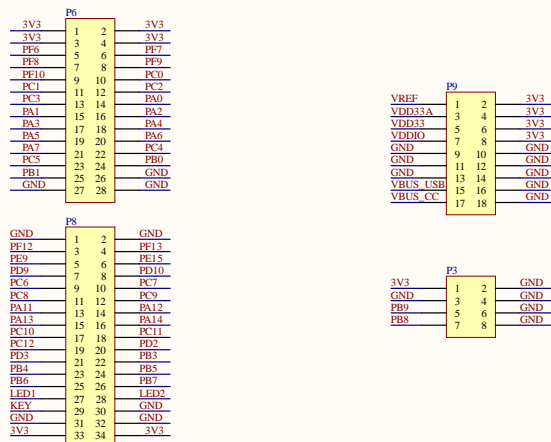 P6
3V3 1 2 3V3
3V3 3 4 3V3
PF6 5 6 PF7
PF8 7 8 PF9
PF10 9 10 PC0
PC1 11 12 PC2
PC3 13 14 PA0
PA1 15 16 PA2
PA3 17 18 PA4
PA5 19 20 PA6
PA7 21 22 PC4
PC5 23 24 PB0
PB1 25 26 GND
GND 27 28 GND
P9
VREF 1 2 3V3
VDD33A 3 4 3V3
VDD33 5 6 3V3
VDDIO 7 8 3V3
GND 9 10 GND
GND 11 12 GND
GND 13 14 GND
VBUS_USB 15 16 GND
VBUS_CC 17 18 GND
P8
GND 1 2 GND
PF12 3 4 PF13
PE9 5 6 PE15
PD9 7 8 PD10
PC6 9 10 PC7
PC8 11 12 PC9
PA11 13 14 PA12
PA13 15 16 PA14
PC10 17 18 PC11
PC12 19 20 PD2
PD3 21 22 PB3
PB4 23 24 PB5
PB6 25 26 PB7
LED1 27 28 LED2
KEY 29 30 GND
GND 31 32 GND
3V3 33 34 3V3
P3
3V3 1 2 GND
GND 3 4 GND
PB9 5 6 GND
PB8 7 8 GND